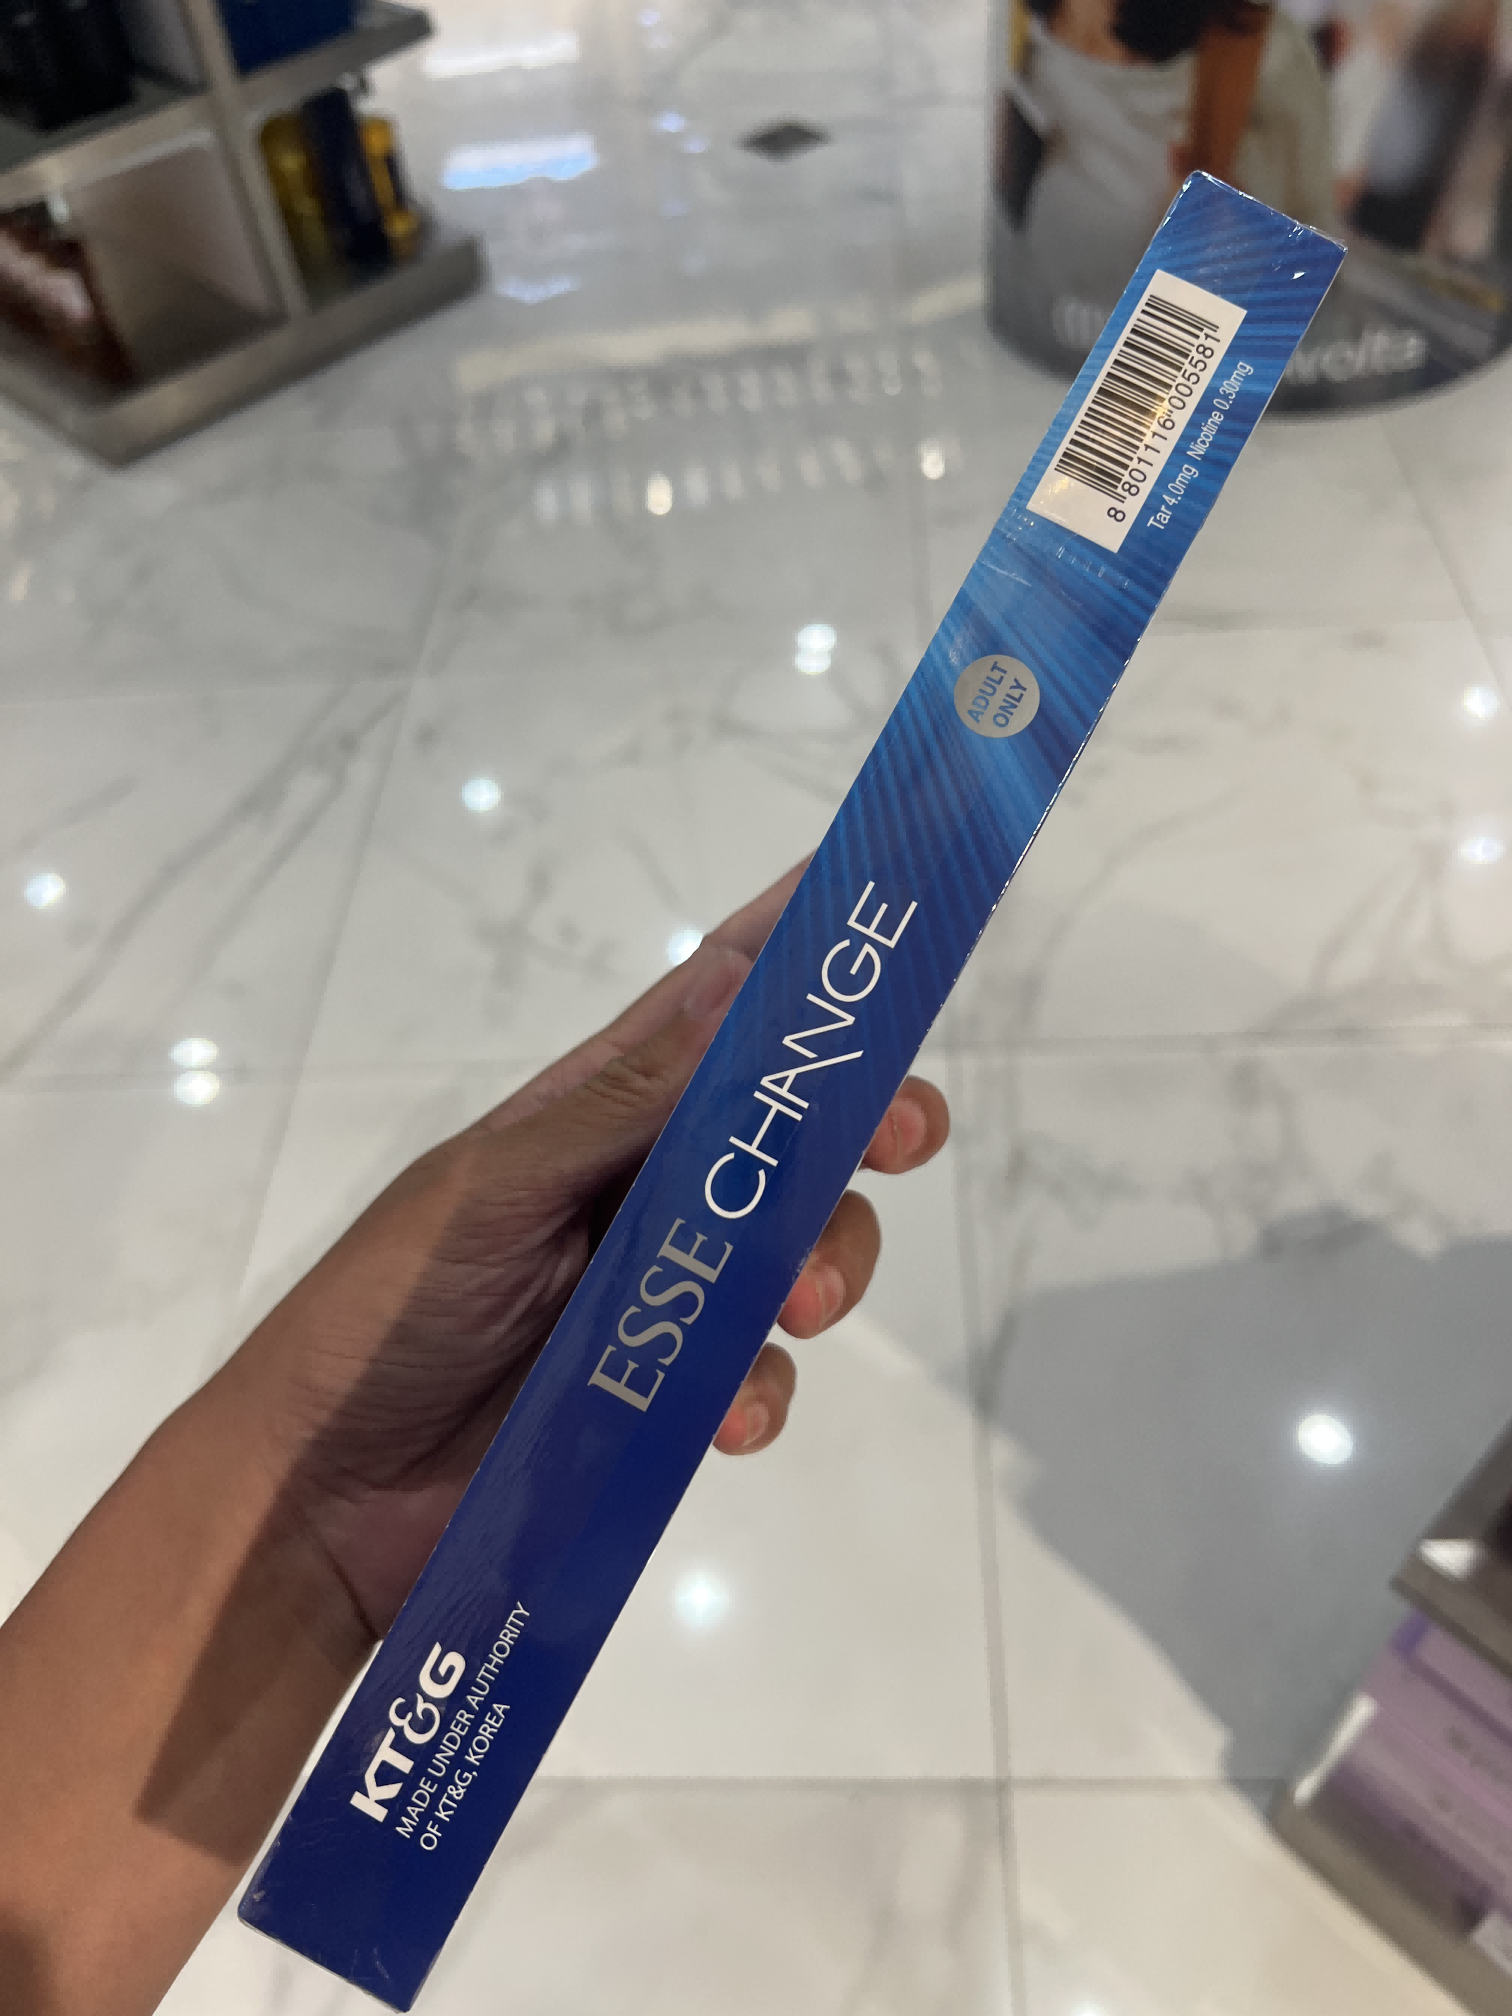 KT&G
MADE UNDER AUTHORITY
OF KT&G, KOREA
ESSE CHANGE
ADULT
ONLY
8 801116 005581
Tar 4.0mg Nicotine 0.30mg